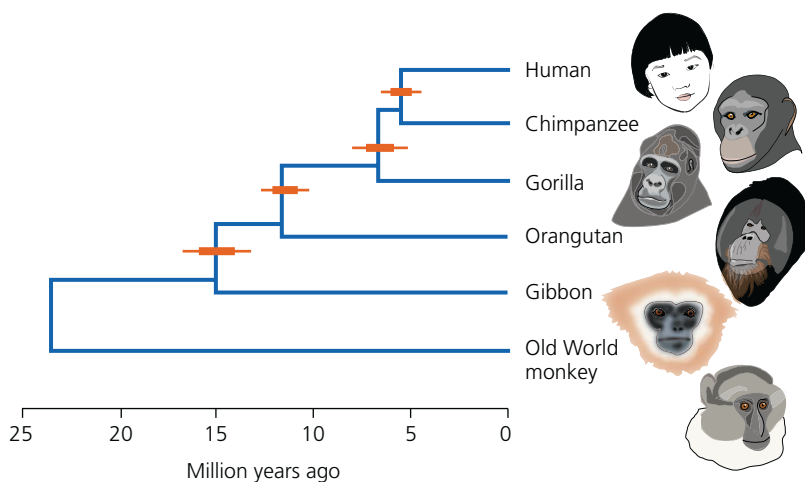 Human
Chimpanzee
Gorilla
Orangutan
Gibbon
Old World
monkey
25 20 15 10 5 0
Million years ago